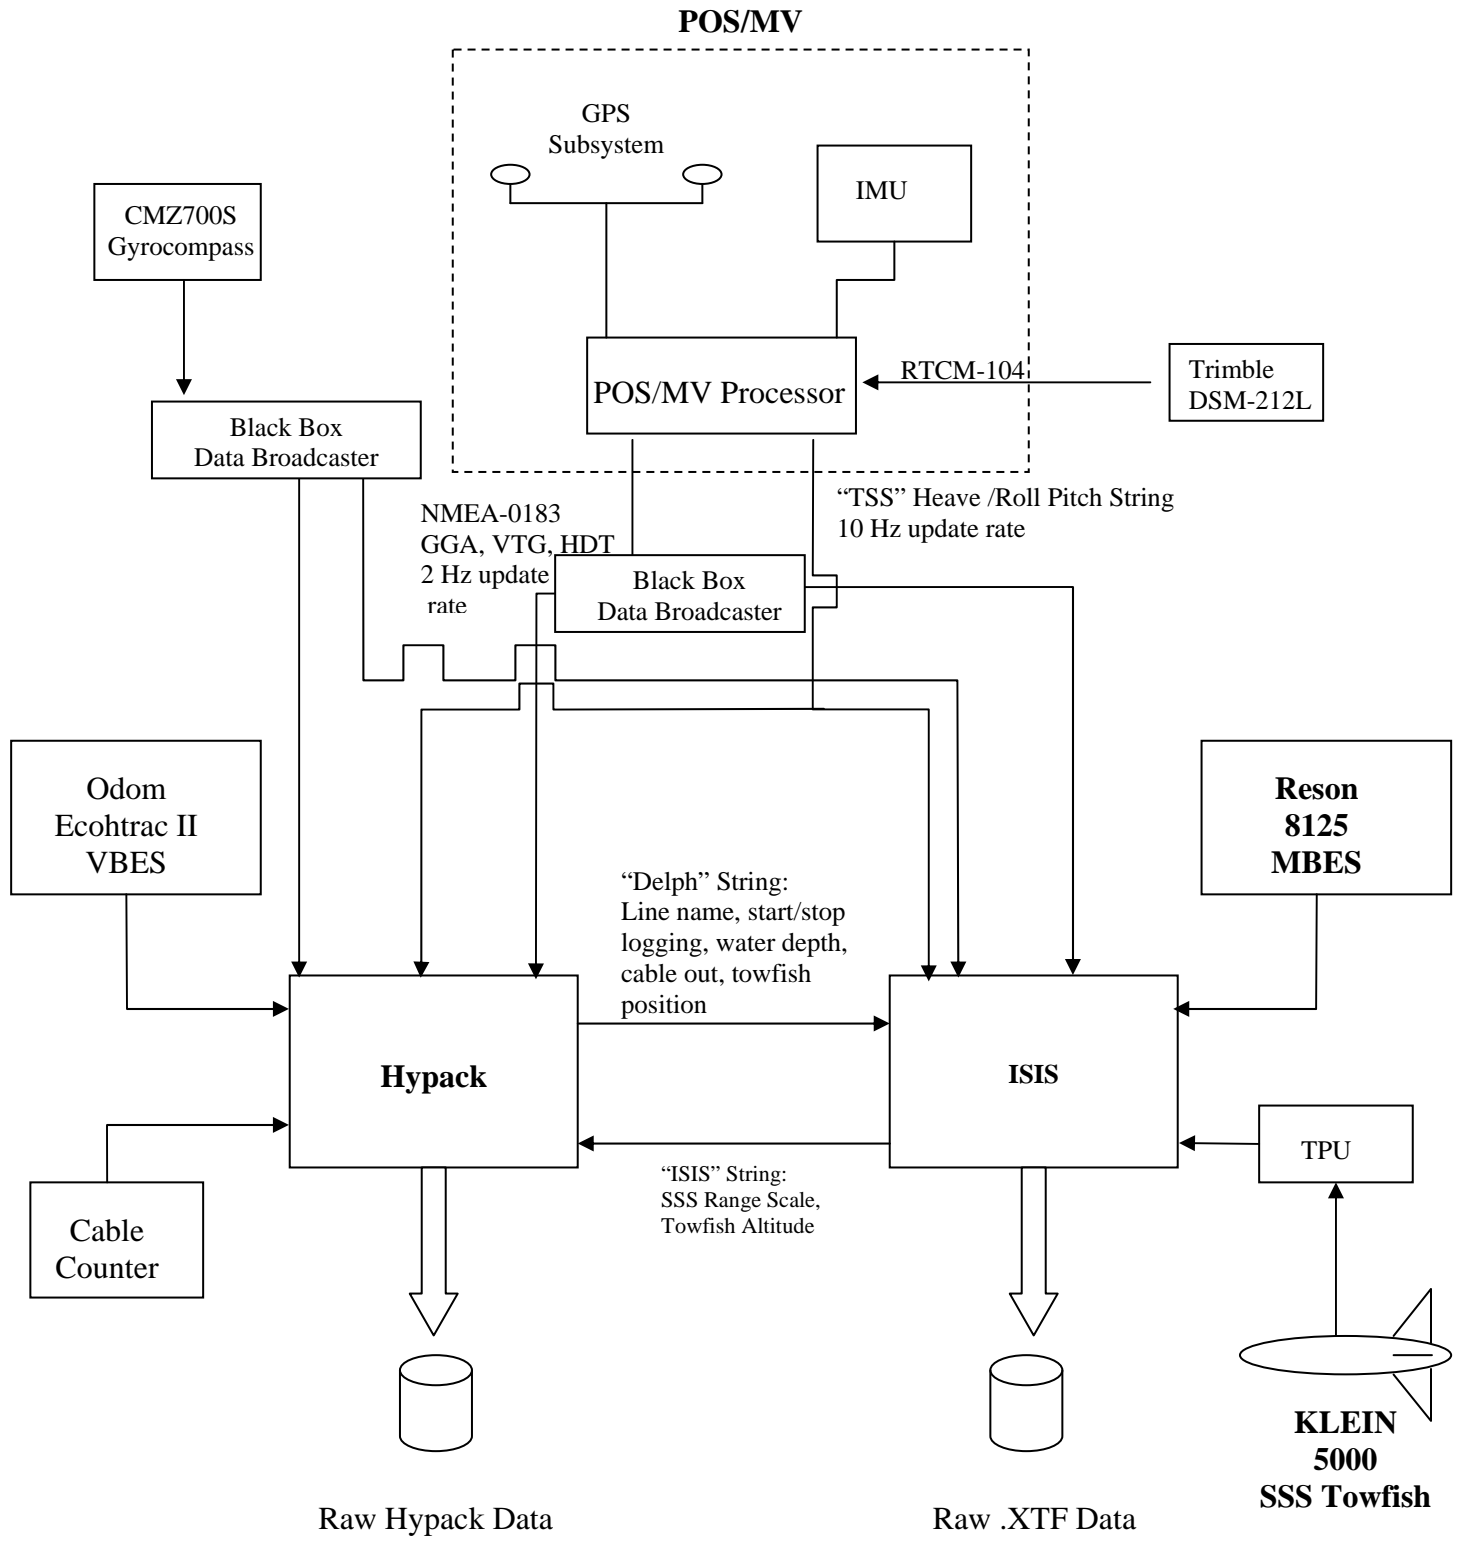 POS/MV
GPS
Subsystem
IMU
CMZ700S
Gyrocompass
RTCM-104
Trimble
DSM-212L
POS/MV Processor
Black Box
Data Broadcaster
"TSS" Heave /Roll Pitch String
10 Hz update rate
NMEA-0183
GGA, VTG, HDT
2 Hz update
rate
Black Box
Data Broadcaster
Odom
Ecohtrac II
VBES
Reson
8125
MBES
"Delph" String:
Line name, start/stop
logging, water depth,
cable out, towfish
position
Hypack
ISIS
TPU
"ISIS" String:
SSS Range Scale,
Towfish Altitude
Cable
Counter
KLEIN
5000
SSS Towfish
Raw Hypack Data
Raw .XTF Data